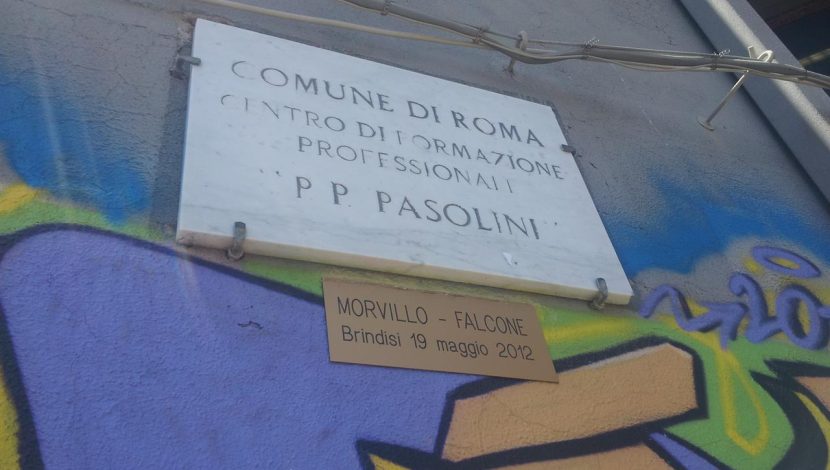 COMUNE DI ROMA
CENTRO DI FORMAZIONE
PROFESSIONALE
"P. P. PASOLINI"
MORVILLO - FALCONE
Brindisi 19 maggio 2012